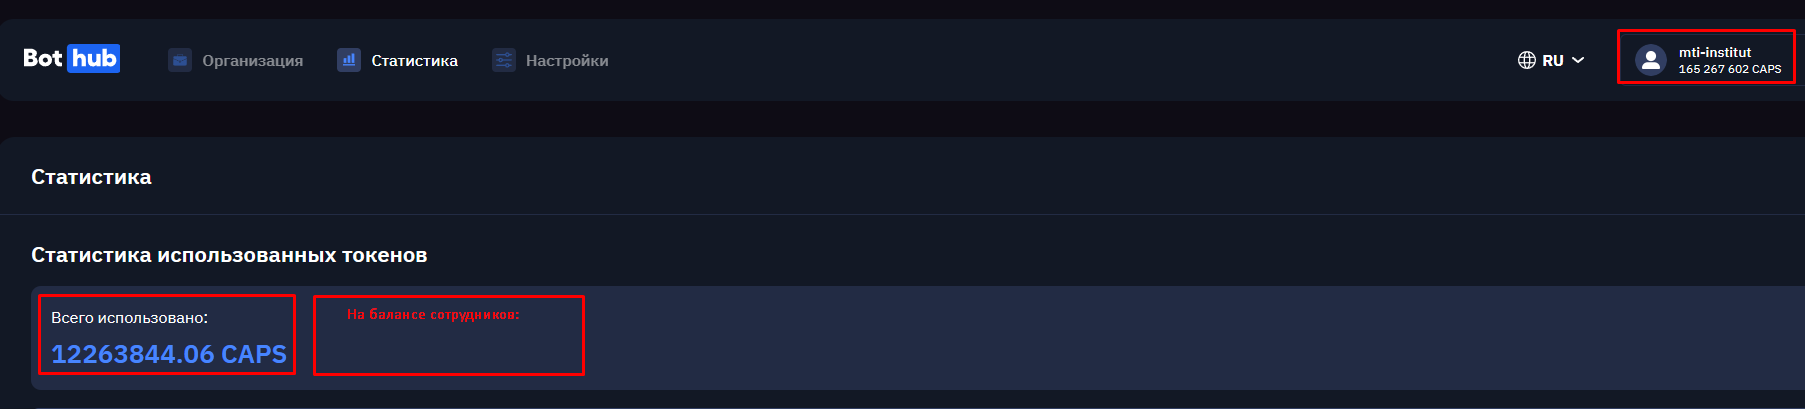 Bot hub
Организация
Статистика
Настройки
RU
mti-institut
165 267 602 CAPS
Статистика
Статистика использованных токенов
Всего использовано:
12263844.06 CAPS
На балансе сотрудников: